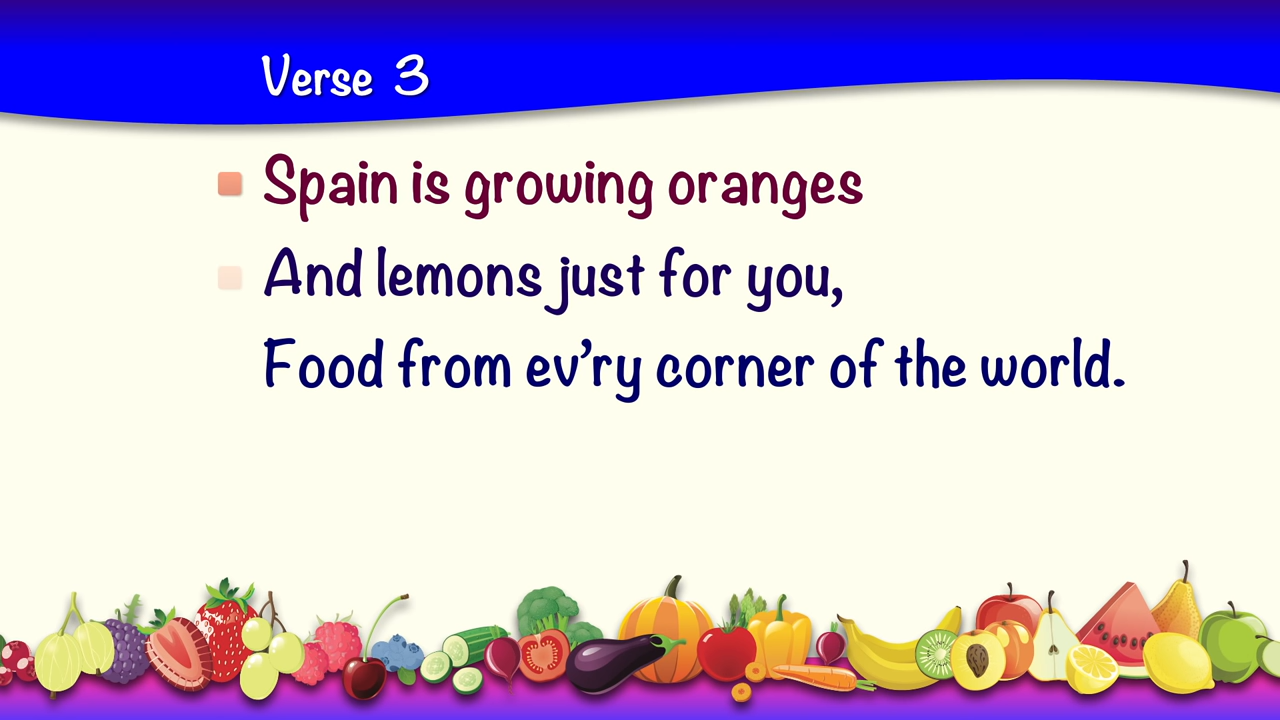 Verse 3
Spain is growing oranges
And lemons just for you,
Food from ev’ry corner of the world.